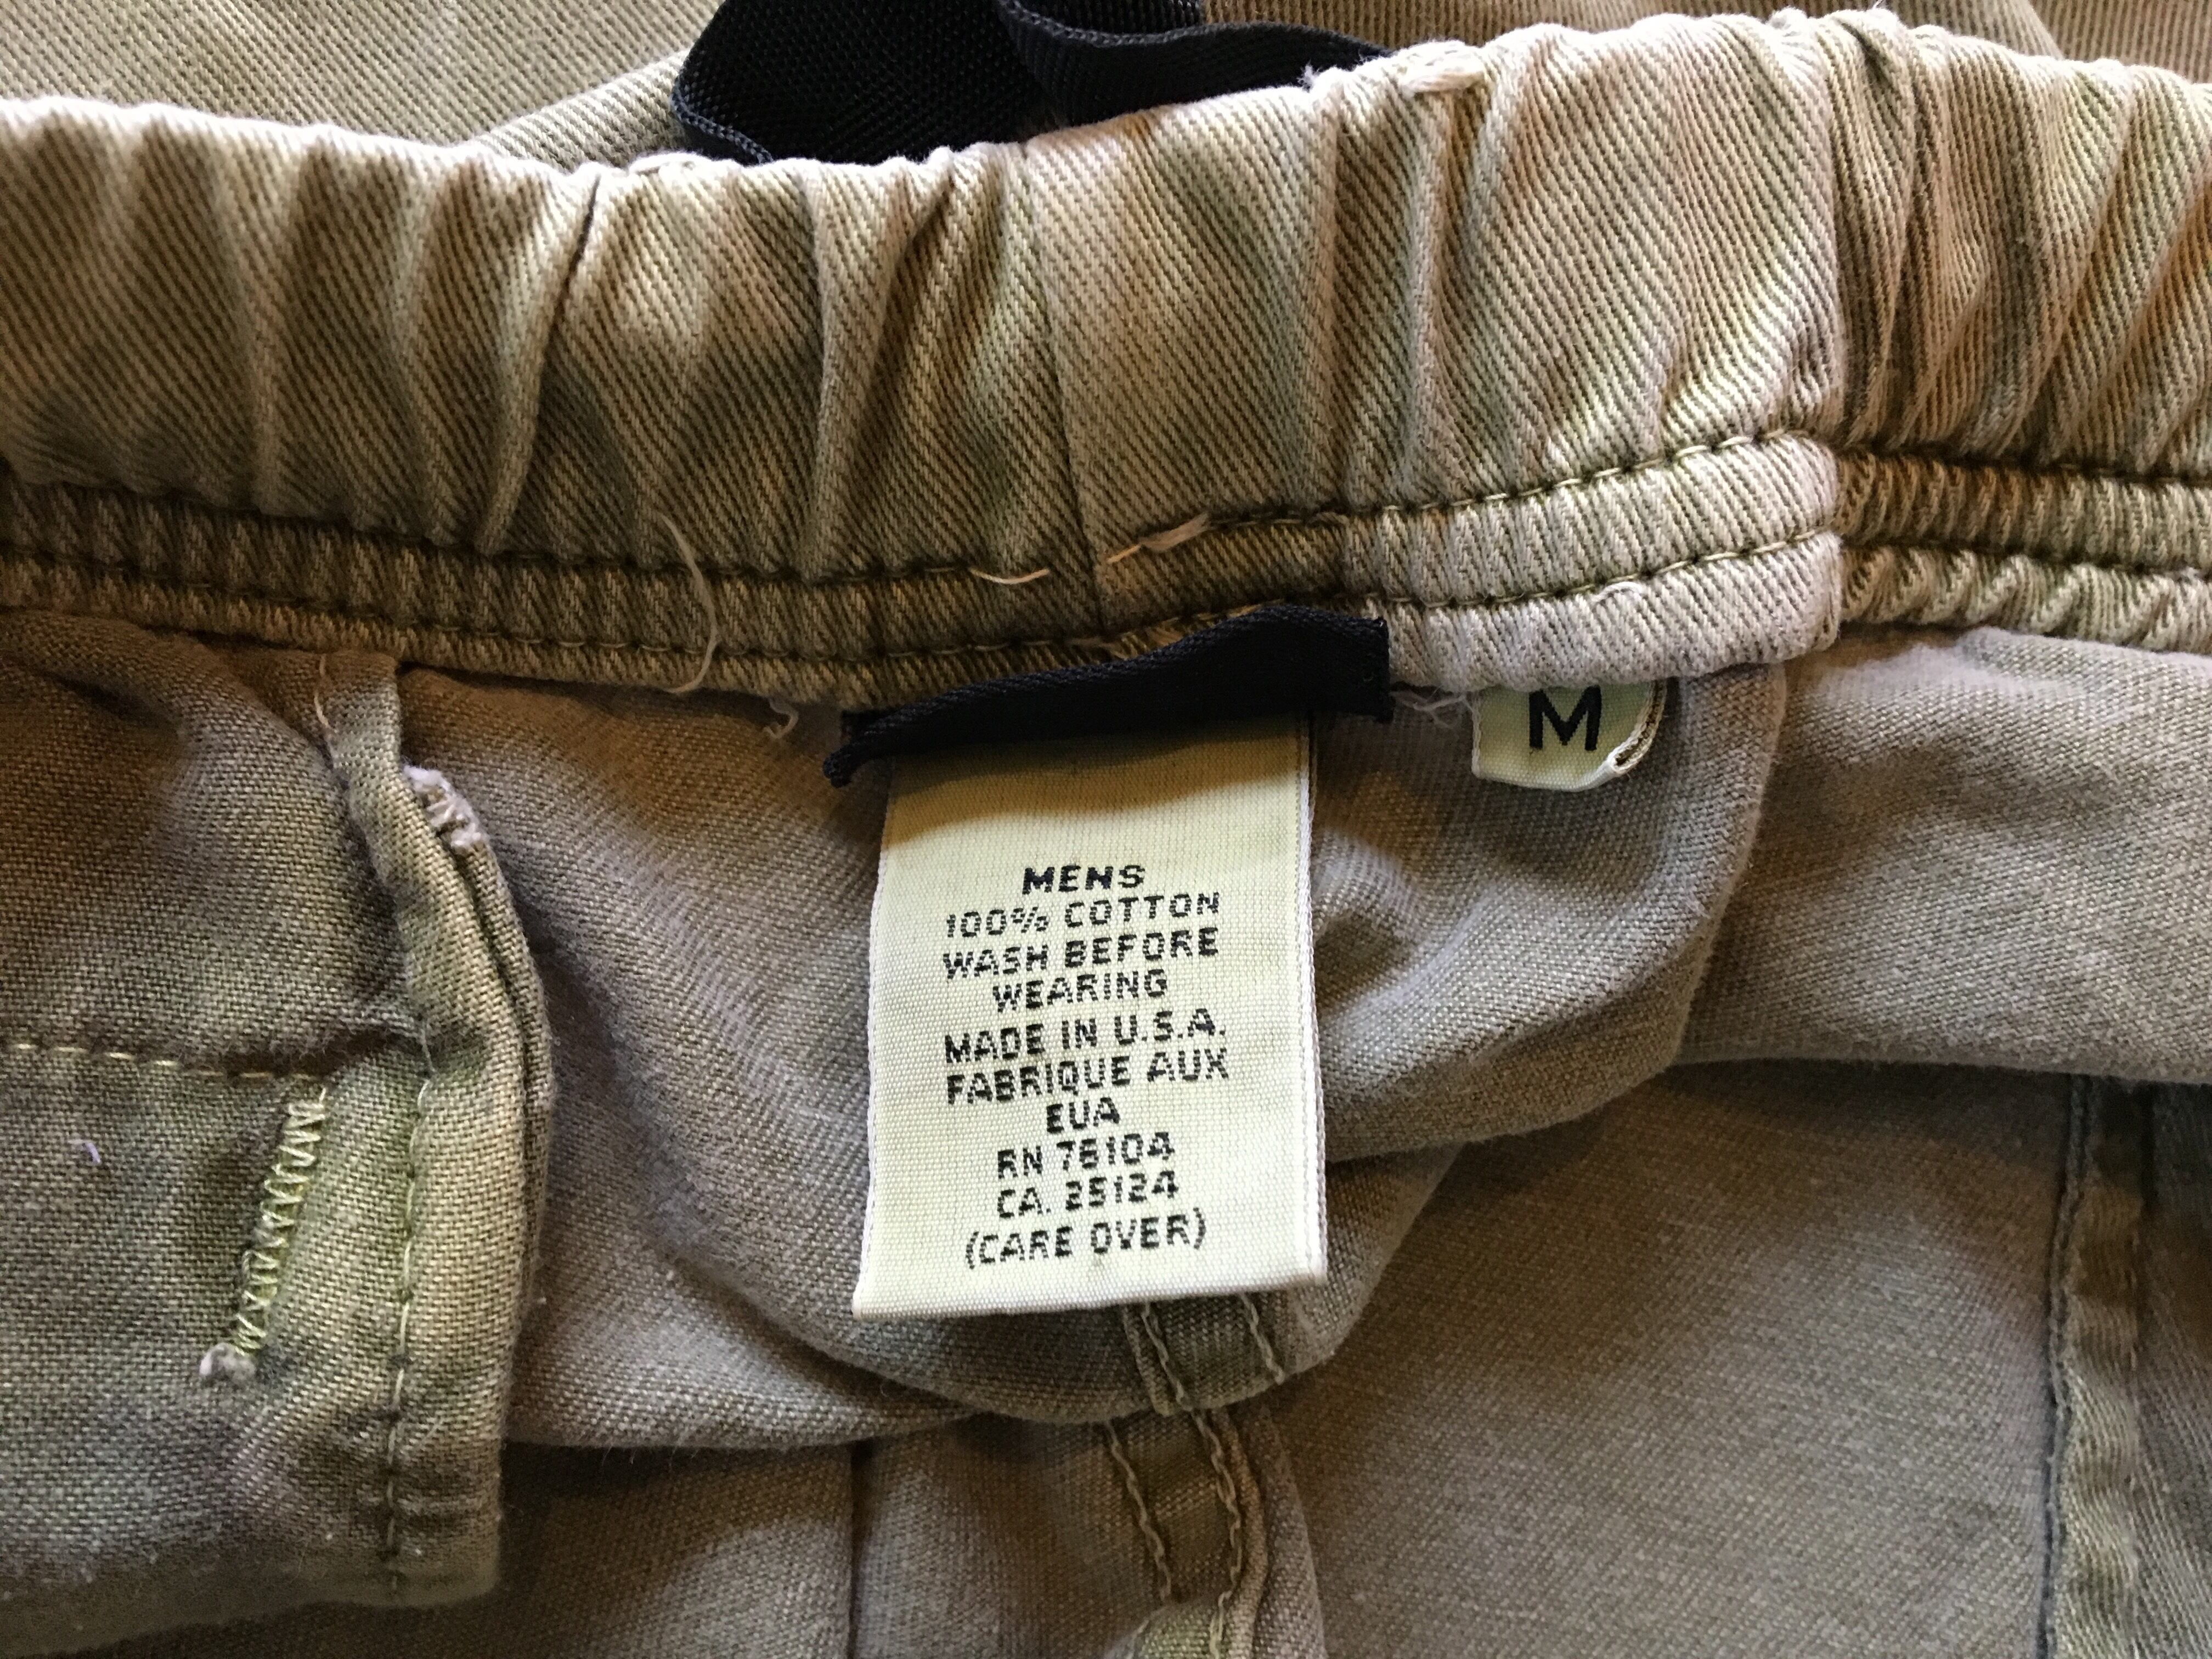 M
MENS
100% COTTON
WASH BEFORE
WEARING
MADE IN U.S.A.
FABRIQUE AUX
EUA
RN 76104
CA. 25124
(CARE OVER)